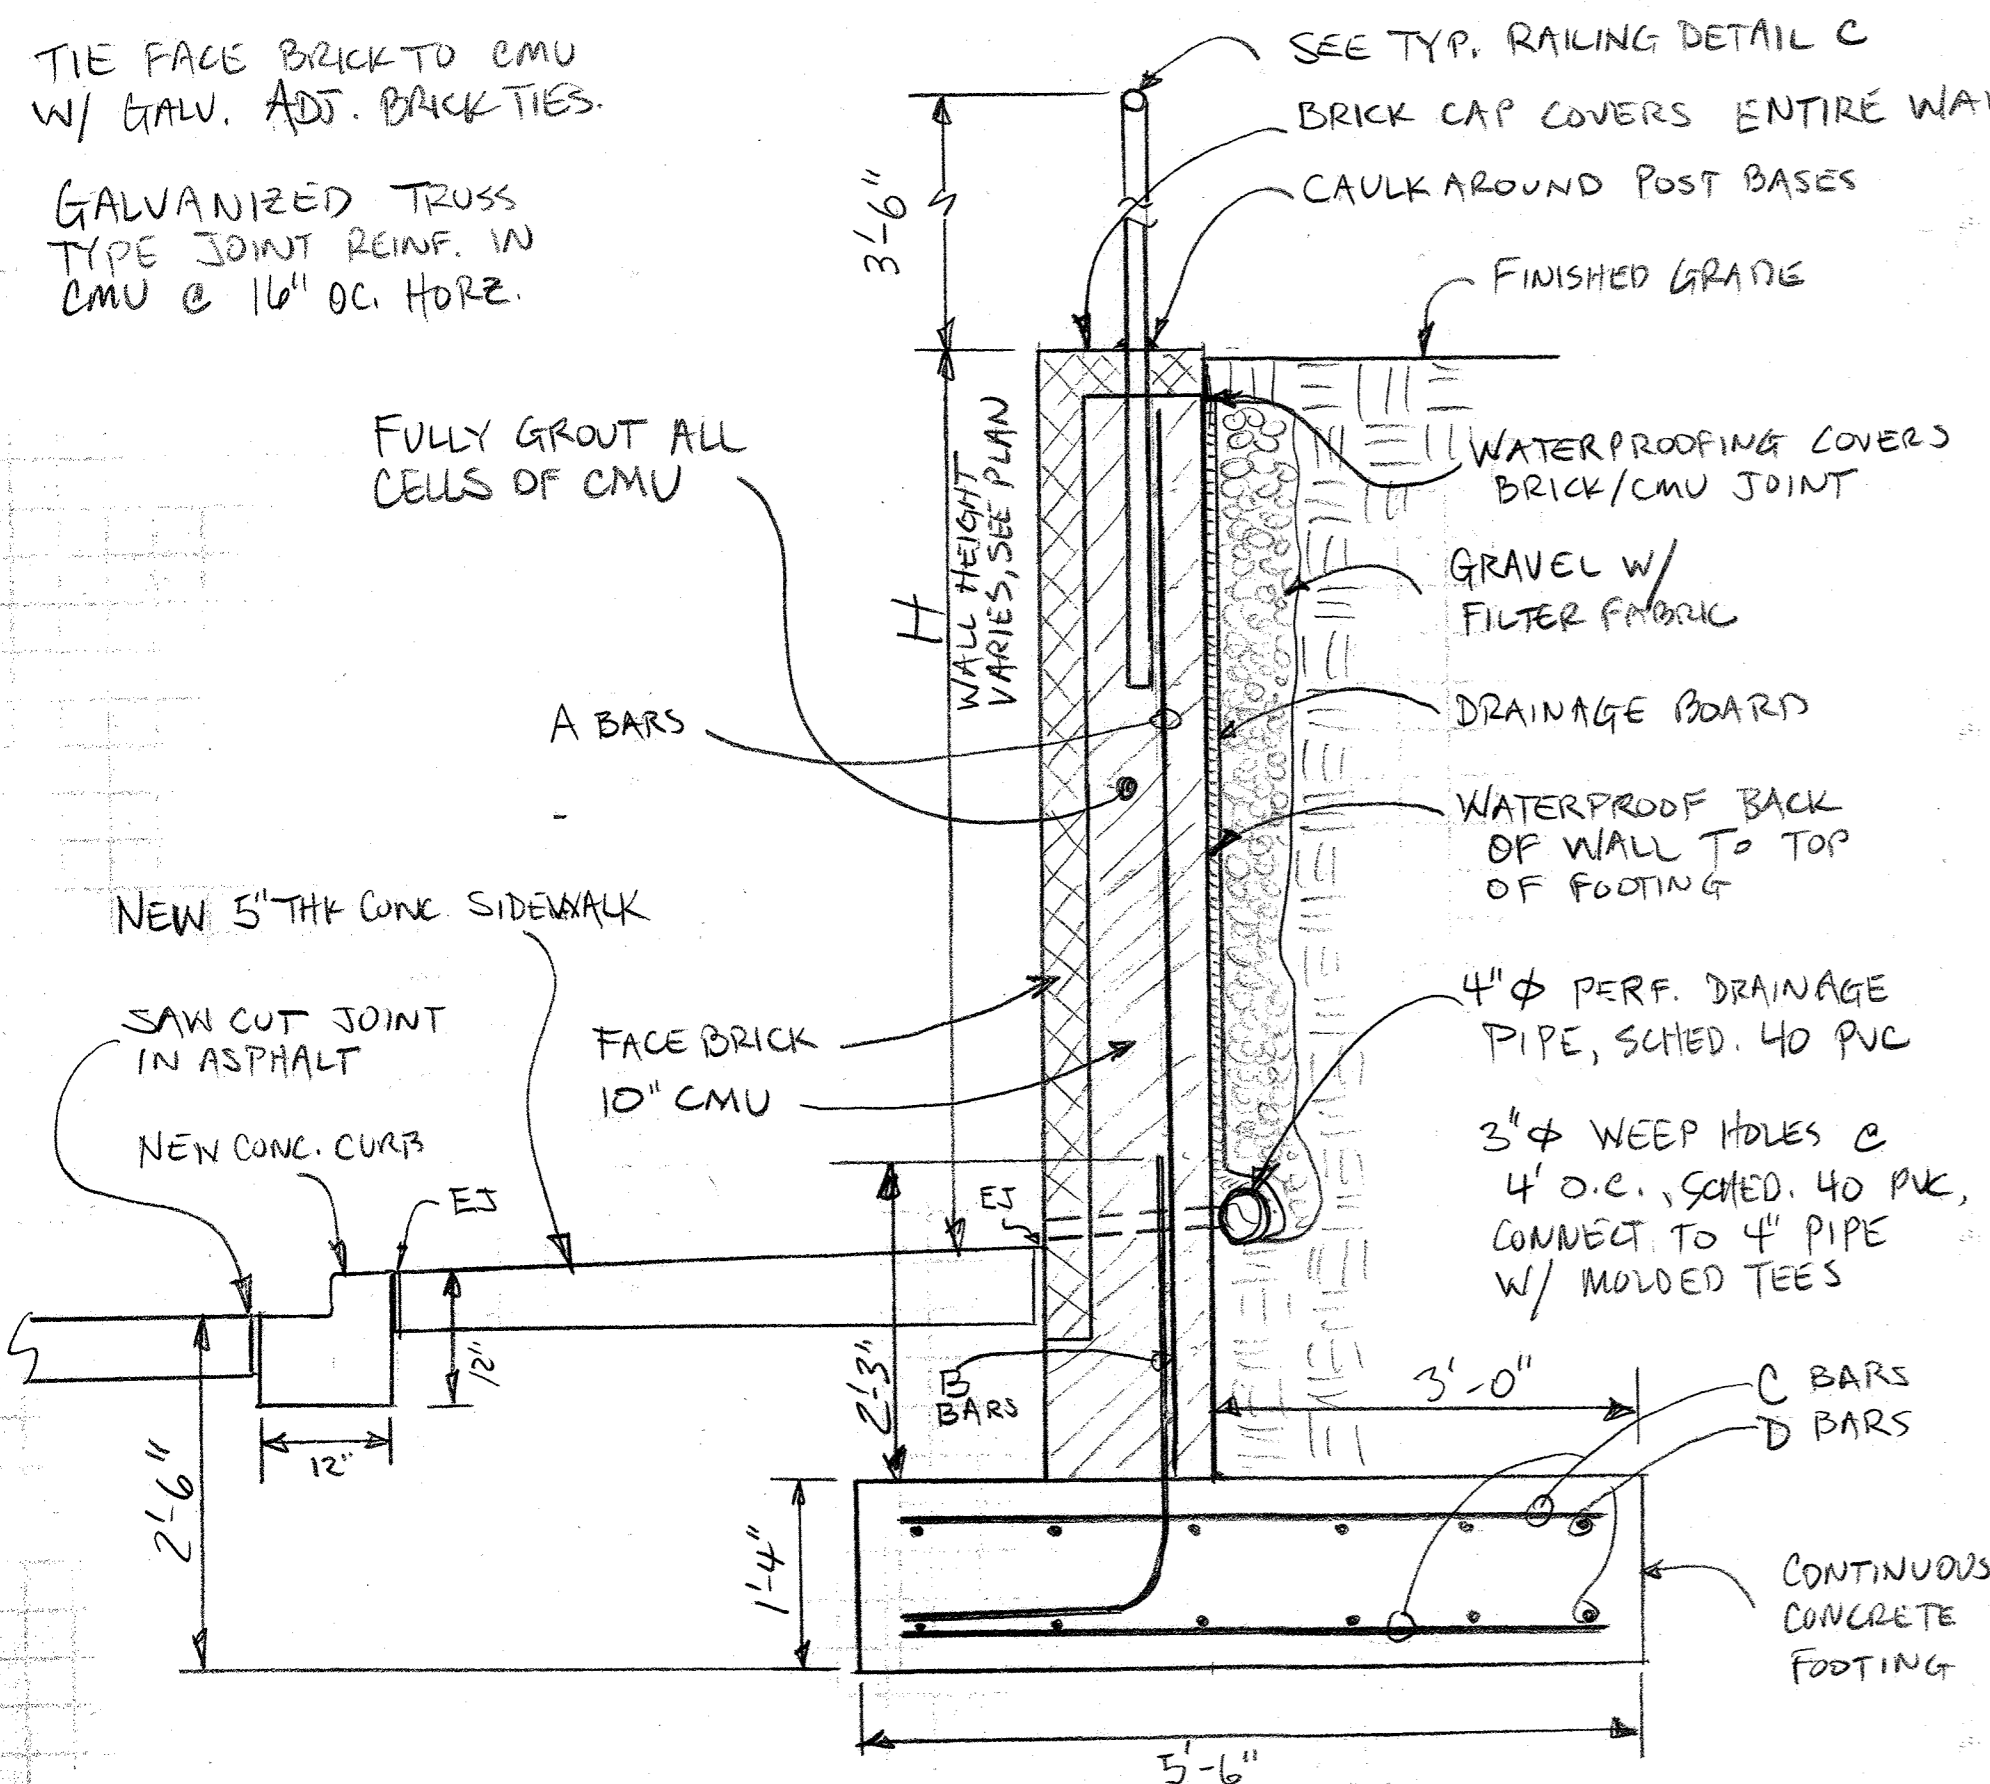 TIE FACE BRICK TO CMU
W/ GALV. ADJ. BRICK TIES.
GALVANIZED TRUSS
TYPE JOINT REINF. IN
CMU @ 16" OC. HORZ.
SEE TYP. RAILING DETAIL C
BRICK CAP COVERS ENTIRE WAL
CAULK AROUND POST BASES
3'-6"
FINISHED GRADE
FULLY GROUT ALL
CELLS OF CMU
H
WALL HEIGHT
VARIES, SEE PLAN
WATERPROOFING COVERS
BRICK/CMU JOINT
GRAVEL W/
FILTER FABRIC
A BARS
DRAINAGE BOARD
WATERPROOF BACK
OF WALL TO TOP
OF FOOTING
NEW 5" THK CONC. SIDEWALK
SAW CUT JOINT
IN ASPHALT
FACE BRICK
10" CMU
4"Φ PERF. DRAINAGE
PIPE, SCHED. 40 PVC
NEW CONC. CURB
EJ
EJ
3"Φ WEEP HOLES @
4' O.C., SCHED. 40 PVC,
CONNECT TO 4" PIPE
W/ MOLDED TEES
12"
12"
2'-6"
2'-3"
B
BARS
3'-0"
C BARS
D BARS
1'-4"
CONTINUOUS
CONCRETE
FOOTING
5'-6"